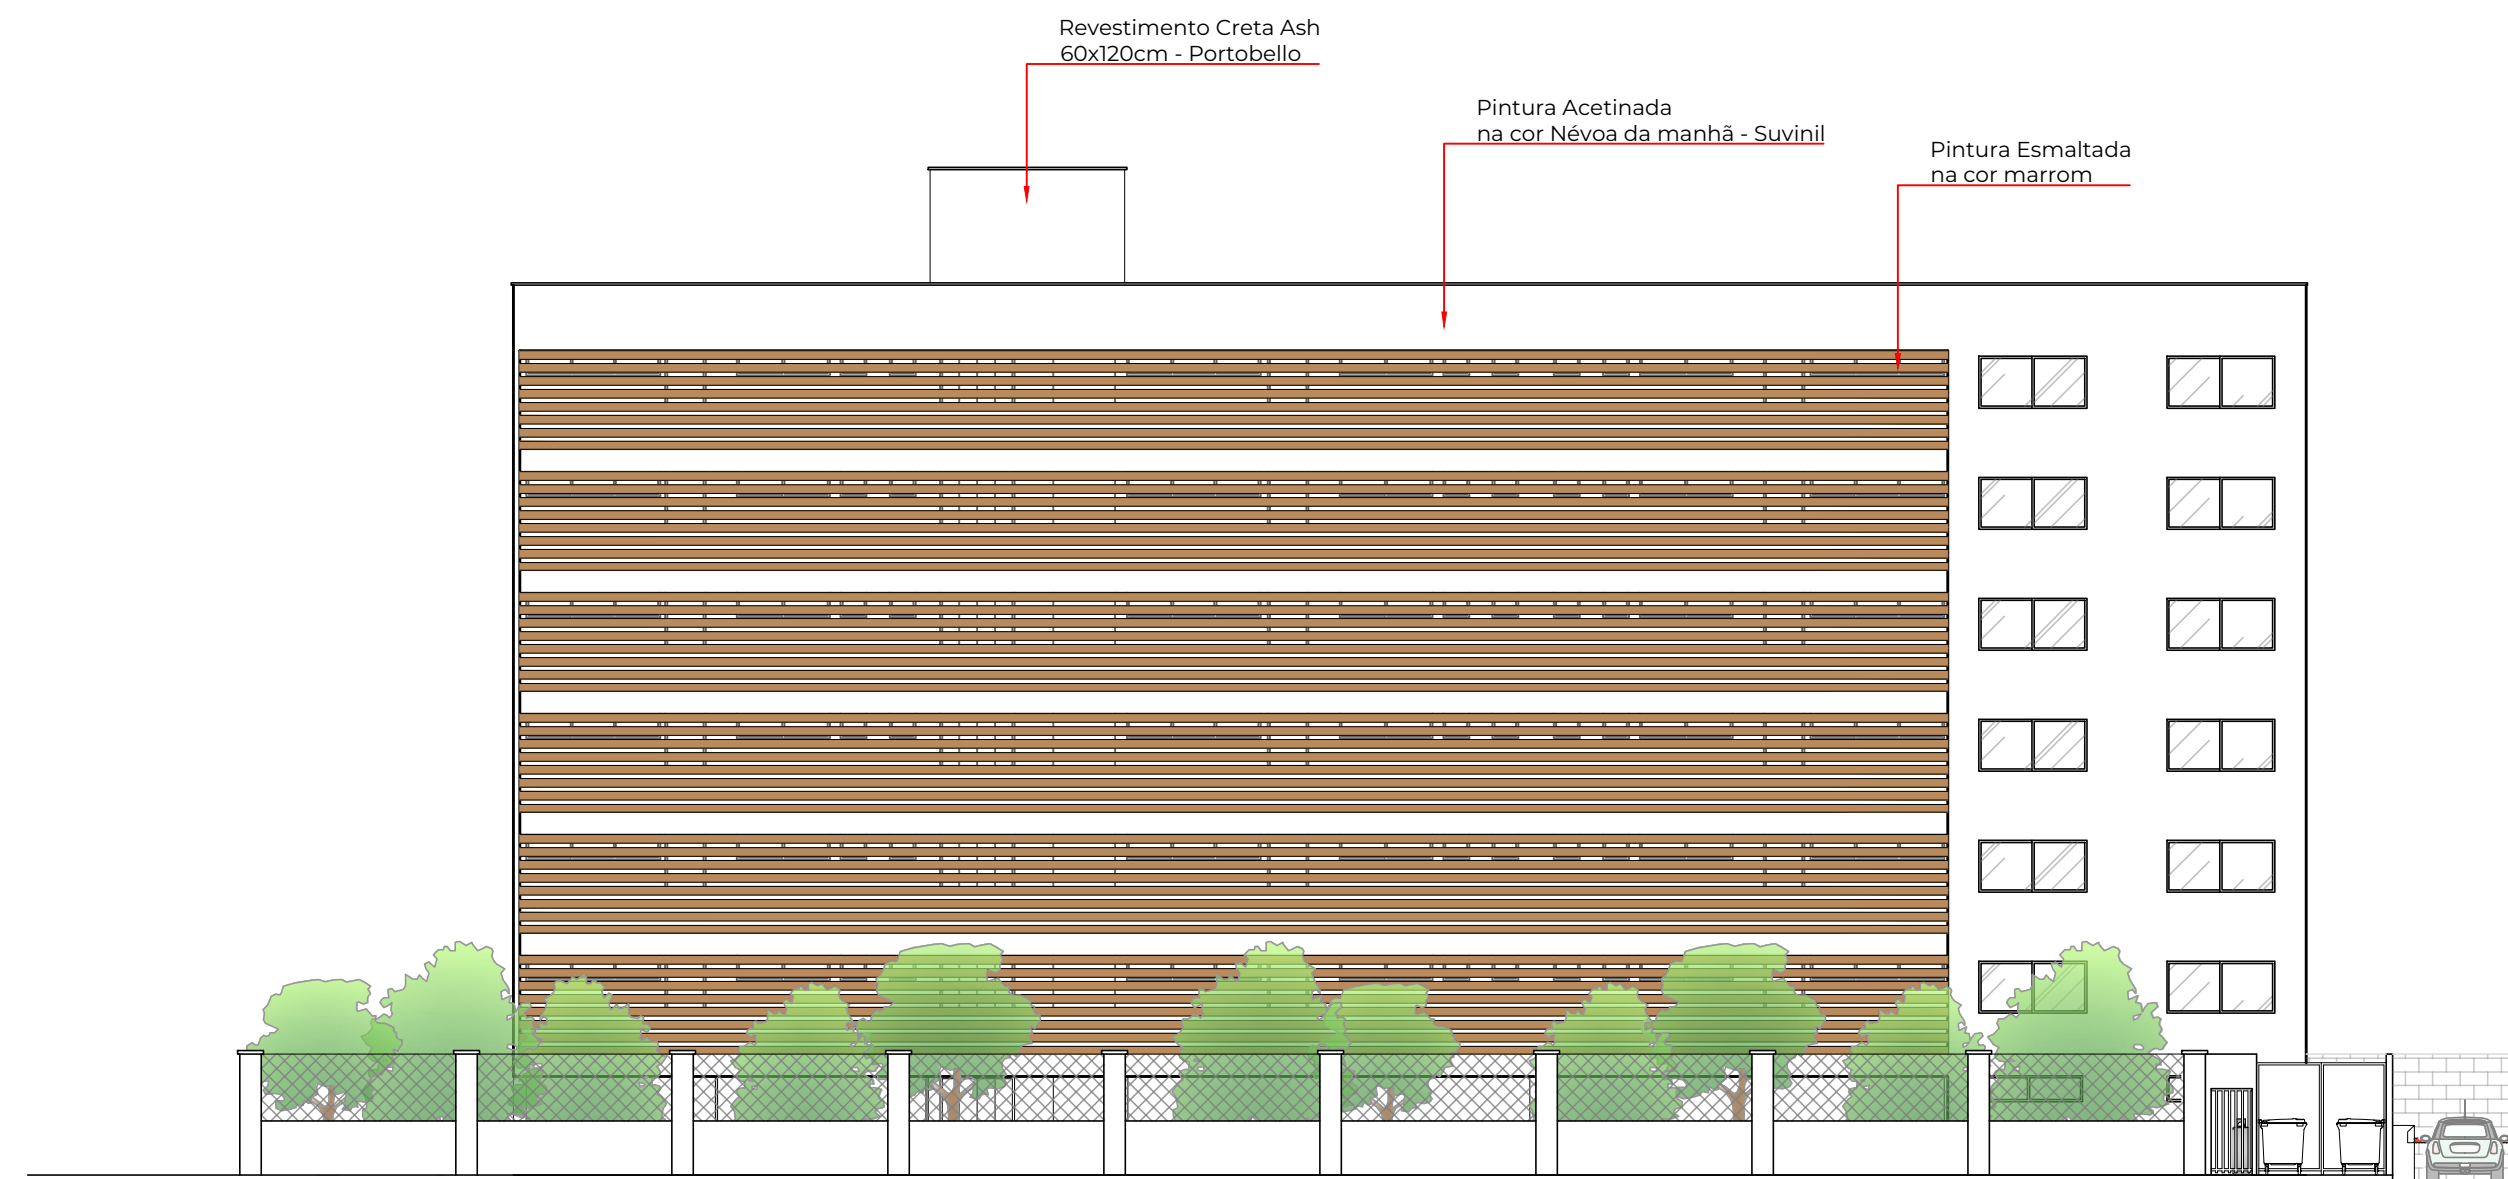 Revestimento Creta Ash
60x120cm - Portobello
Pintura Acetinada
na cor Névoa da manhã - Suvinil
Pintura Esmaltada
na cor marrom